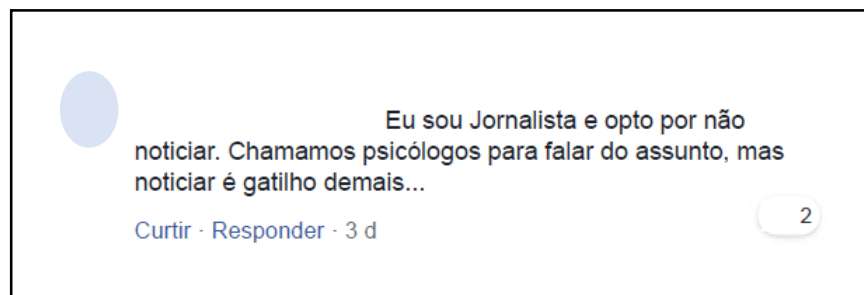 Eu sou Jornalista e opto por não
noticiar. Chamamos psicólogos para falar do assunto, mas
noticiar é gatilho demais...
Curtir · Responder · 3 d
2